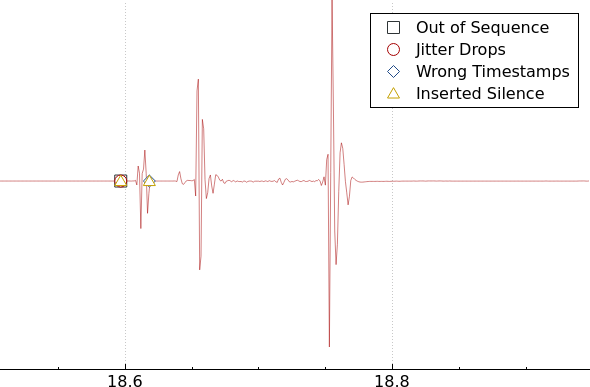 Out of Sequence
Jitter Drops
Wrong Timestamps
Inserted Silence
18.6 18.8